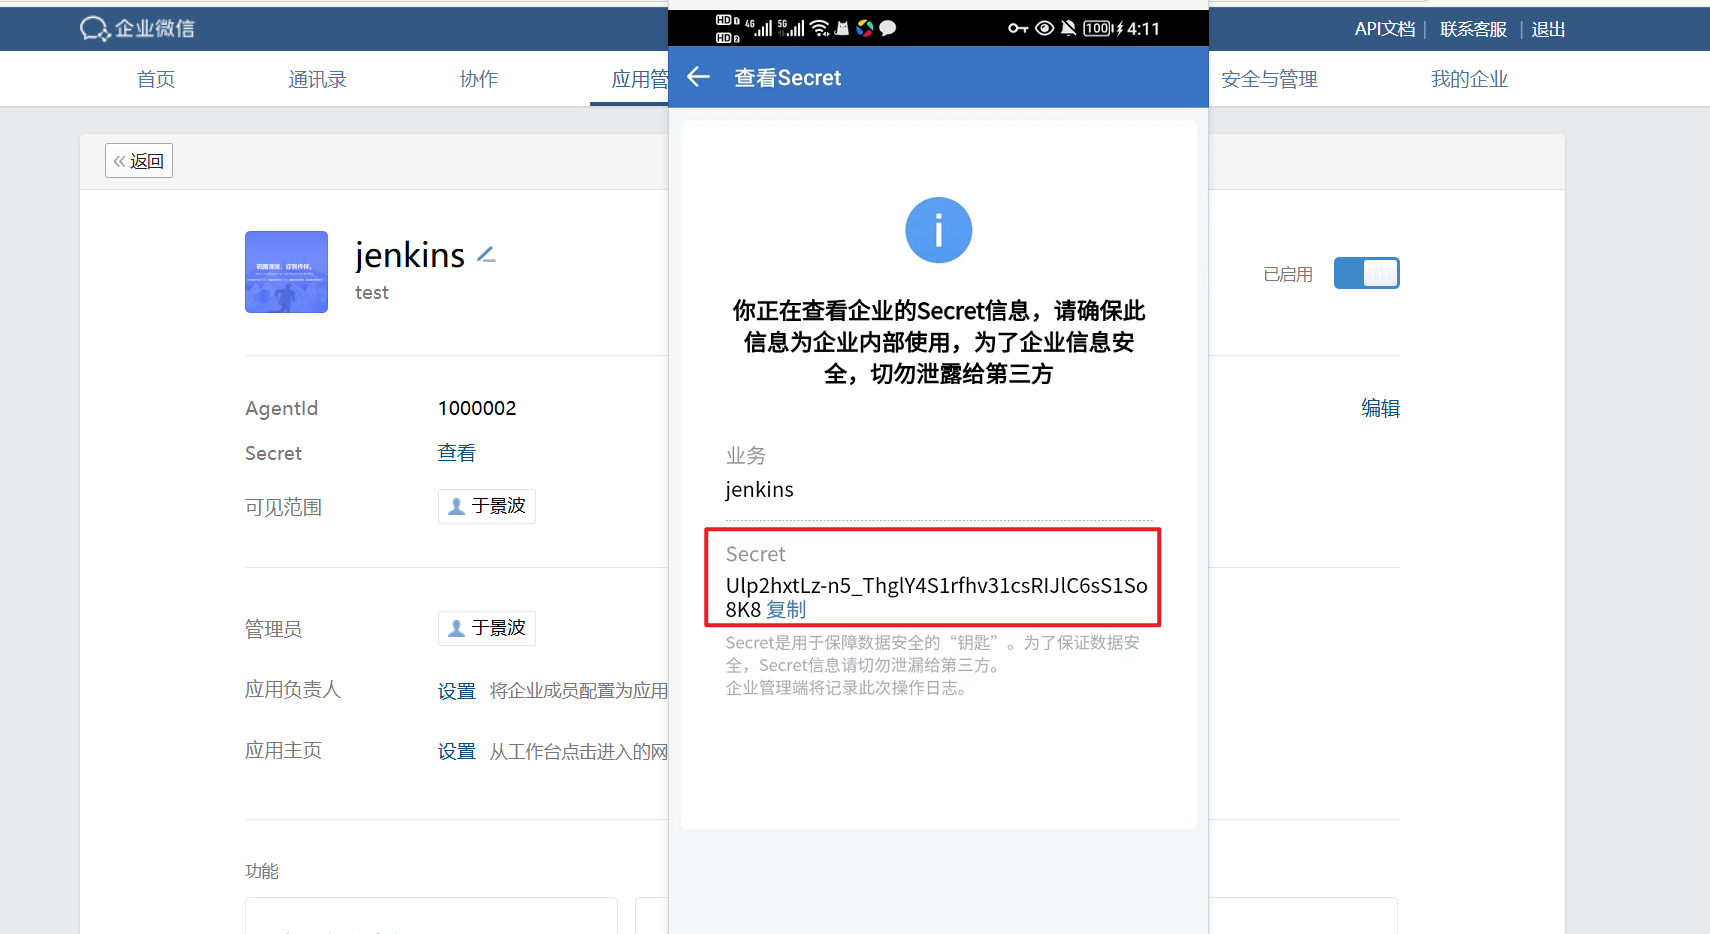 企业微信
API文档 | 联系客服 | 退出
首页 通讯录 协作 应用管 安全与管理 我的企业
HD 1 4G 5G HD 2 100 4:11
查看Secret
« 返回
jenkins
test
已启用
AgentId 1000002 编辑
Secret 查看
可见范围 于景波
管理员 于景波
应用负责人 设置 将企业成员配置为应用
应用主页 设置 从工作台点击进入的网
功能
你正在查看企业的Secret信息，请确保此
信息为企业内部使用，为了企业信息安
全，切勿泄露给第三方
业务
jenkins
Secret
Ulp2hxtLz-n5_ThglY4S1rfhv31csRIJlC6sS1So
8K8 复制
Secret是用于保障数据安全的“钥匙”。为了保证数据安
全，Secret信息请切勿泄漏给第三方。
企业管理端将记录此次操作日志。